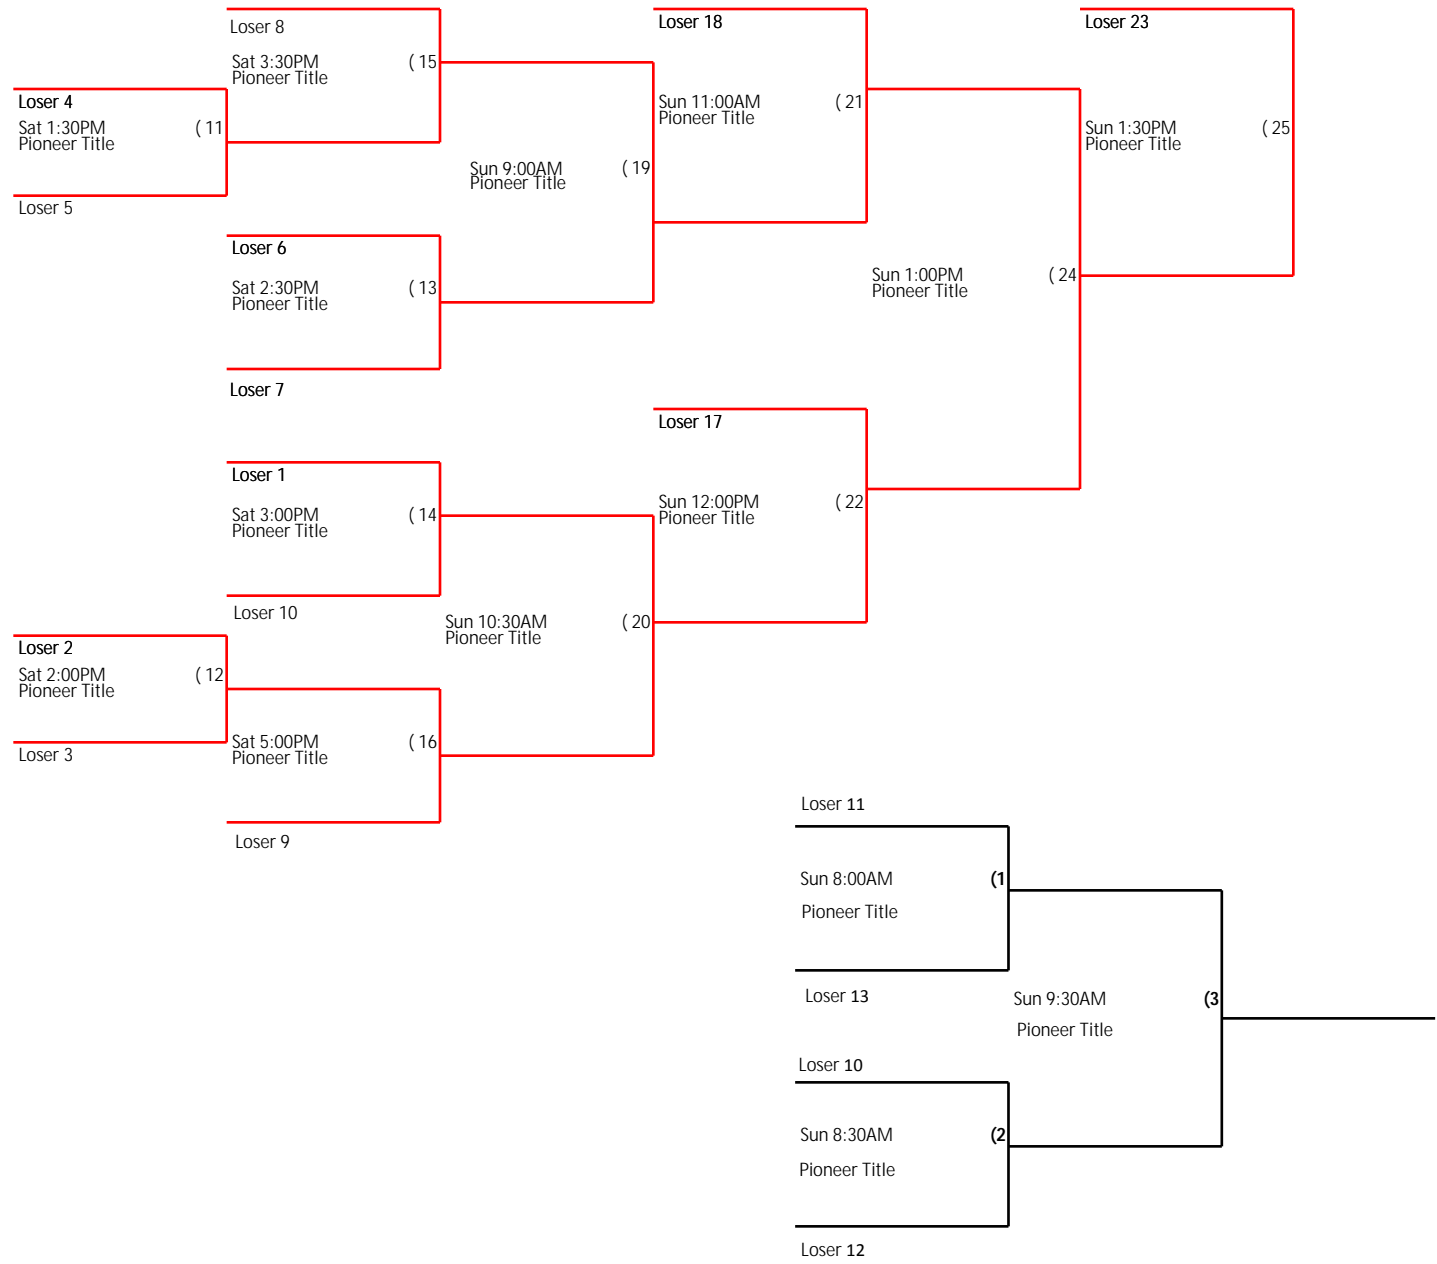 Loser 8
Sat 3:30PM
Pioneer Title
( 15
Loser 18
Loser 23
Loser 4
Sat 1:30PM
Pioneer Title
( 11
Loser 5
Sun 9:00AM
Pioneer Title
( 19
Sun 11:00AM
Pioneer Title
( 21
Sun 1:30PM
Pioneer Title
( 25
Loser 6
Sat 2:30PM
Pioneer Title
( 13
Loser 7
Sun 1:00PM
Pioneer Title
( 24
Loser 17
Loser 1
Sat 3:00PM
Pioneer Title
( 14
Loser 10
Sun 12:00PM
Pioneer Title
( 22
Sun 10:30AM
Pioneer Title
( 20
Loser 2
Sat 2:00PM
Pioneer Title
( 12
Loser 3
Sat 5:00PM
Pioneer Title
( 16
Loser 9
Loser 11
Sun 8:00AM
(1
Pioneer Title
Loser 13
Sun 9:30AM
(3
Pioneer Title
Loser 10
Sun 8:30AM
(2
Pioneer Title
Loser 12